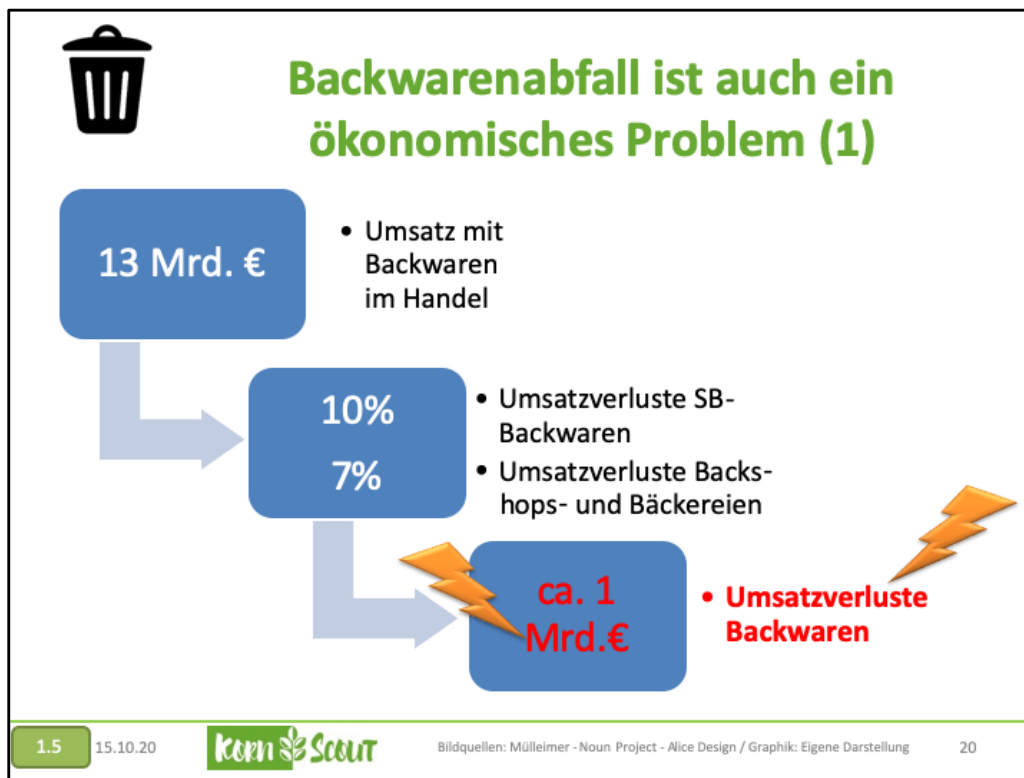 Backwarenabfall ist auch ein
ökonomisches Problem (1)
13 Mrd. €
• Umsatz mit
Backwaren
im Handel
10%
7%
• Umsatzverluste SB-
Backwaren
• Umsatzverluste Backs-
hops- und Bäckereien
ca. 1
Mrd.€
• Umsatzverluste
Backwaren
1.5
15.10.20
Korn Scout
Bildquellen: Mülleimer - Noun Project - Alice Design / Graphik: Eigene Darstellung
20